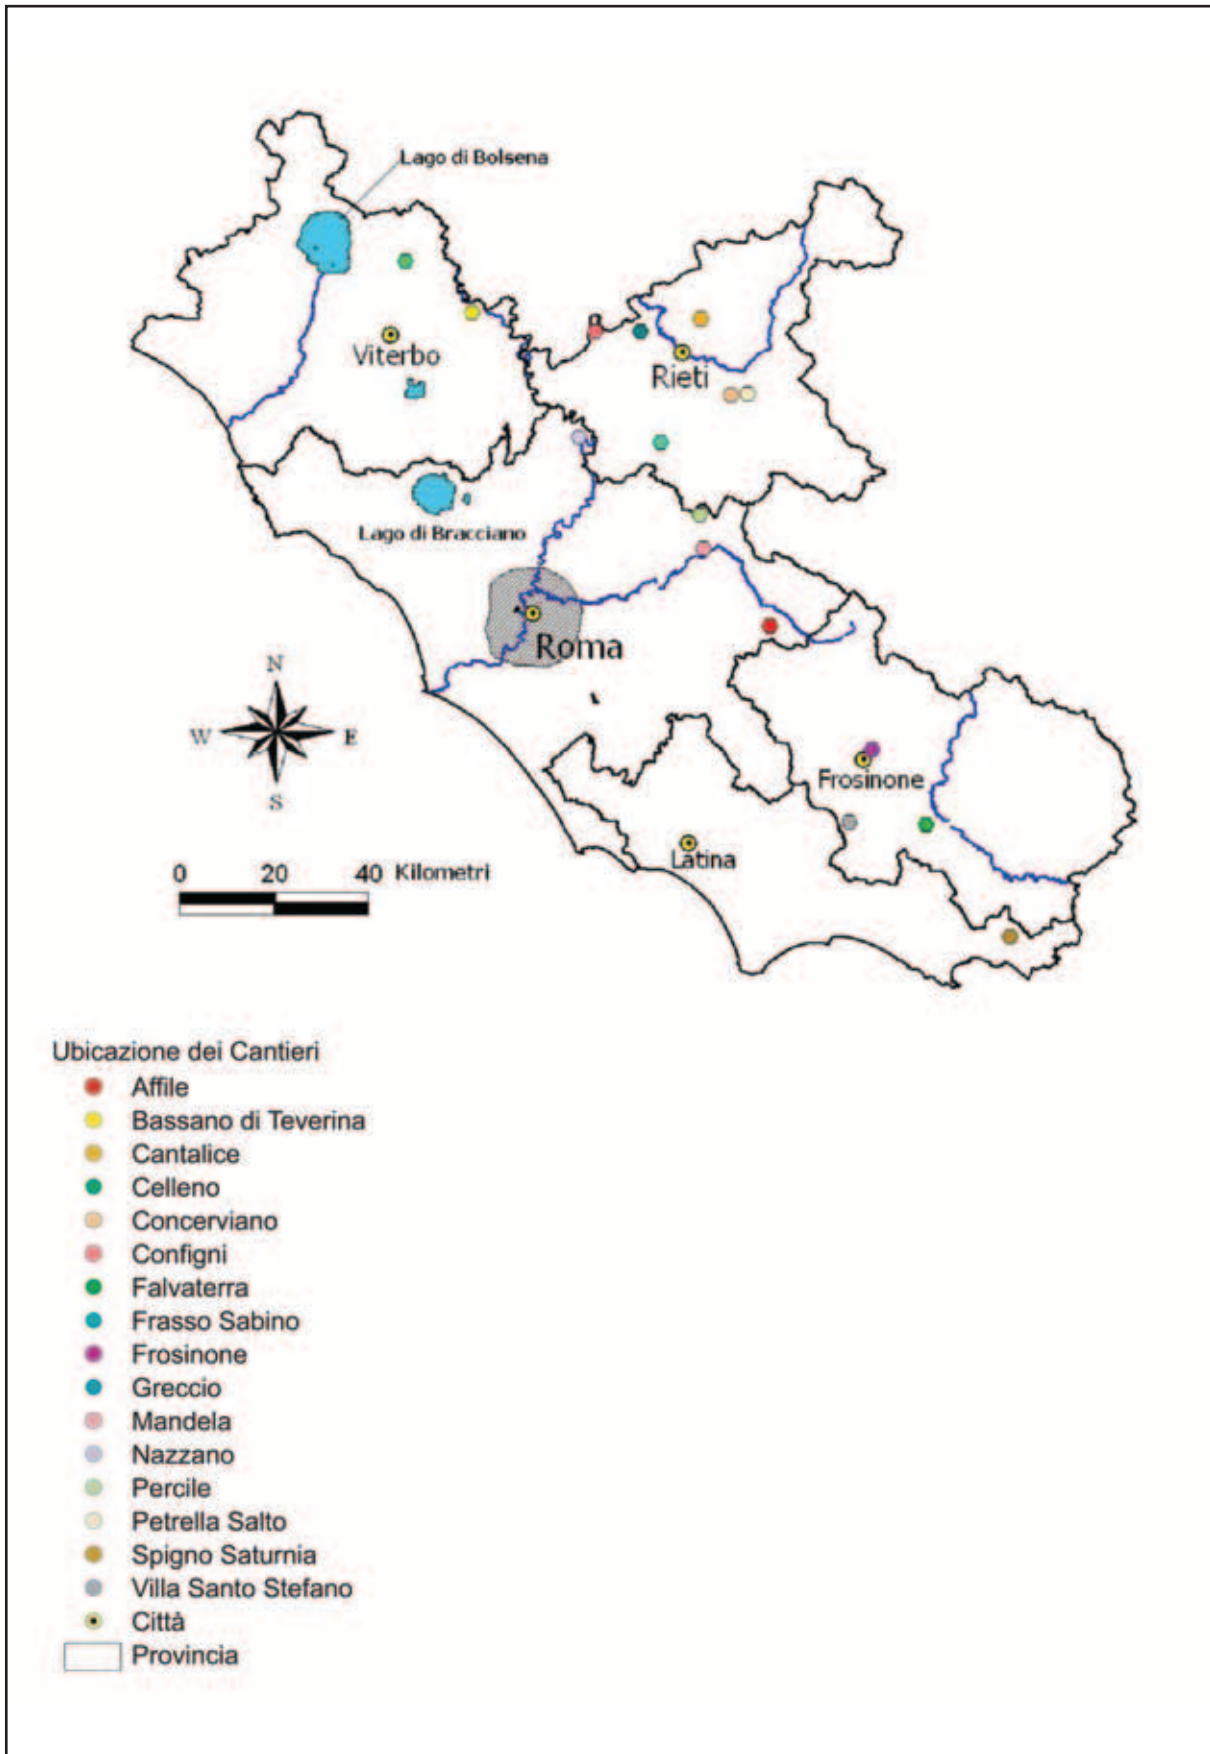 Lago di Bolsena
Viterbo
Rieti
Lago di Bracciano
Roma
N
W E
S
Frosinone
Latina
0 20 40 Kilometri
Ubicazione dei Cantieri
Affile
Bassano di Teverina
Cantalice
Celleno
Concerviano
Configni
Falvaterra
Frasso Sabino
Frosinone
Greccio
Mandela
Nazzano
Percile
Petrella Salto
Spigno Saturnia
Villa Santo Stefano
Città
Provincia